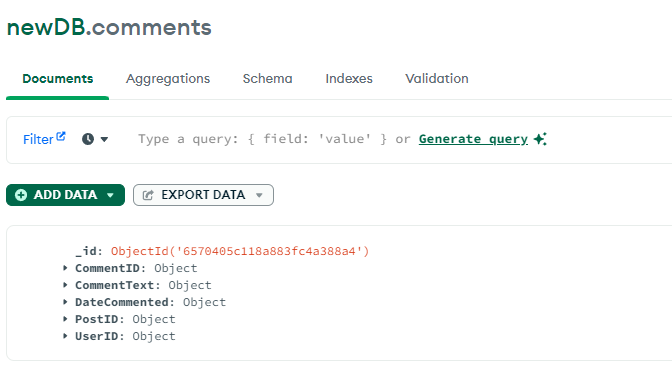 newDB.comments
Documents Aggregations Schema Indexes Validation
Filter Type a query: { field: 'value' } or Generate query
ADD DATA EXPORT DATA
_id: ObjectId('6570405c118a883fc4a388a4')
CommentID: Object
CommentText: Object
DateCommented: Object
PostID: Object
UserID: Object